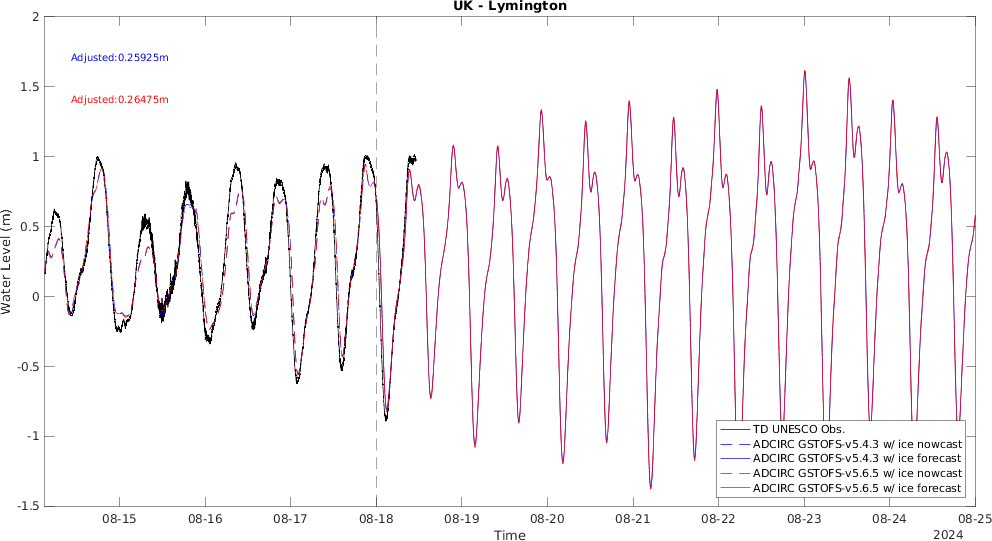 UK - Lymington
Adjusted:0.25925m
Adjusted:0.26475m
Water Level (m)
2
1.5
1
0.5
0
-0.5
-1
-1.5
TD UNESCO Obs.
ADCIRC GSTOFS-v5.4.3 w/ ice nowcast
ADCIRC GSTOFS-v5.4.3 w/ ice forecast
ADCIRC GSTOFS-v5.6.5 w/ ice nowcast
ADCIRC GSTOFS-v5.6.5 w/ ice forecast
08-15 08-16 08-17 08-18 08-19 08-20 08-21 08-22 08-23 08-24 08-25
Time
2024